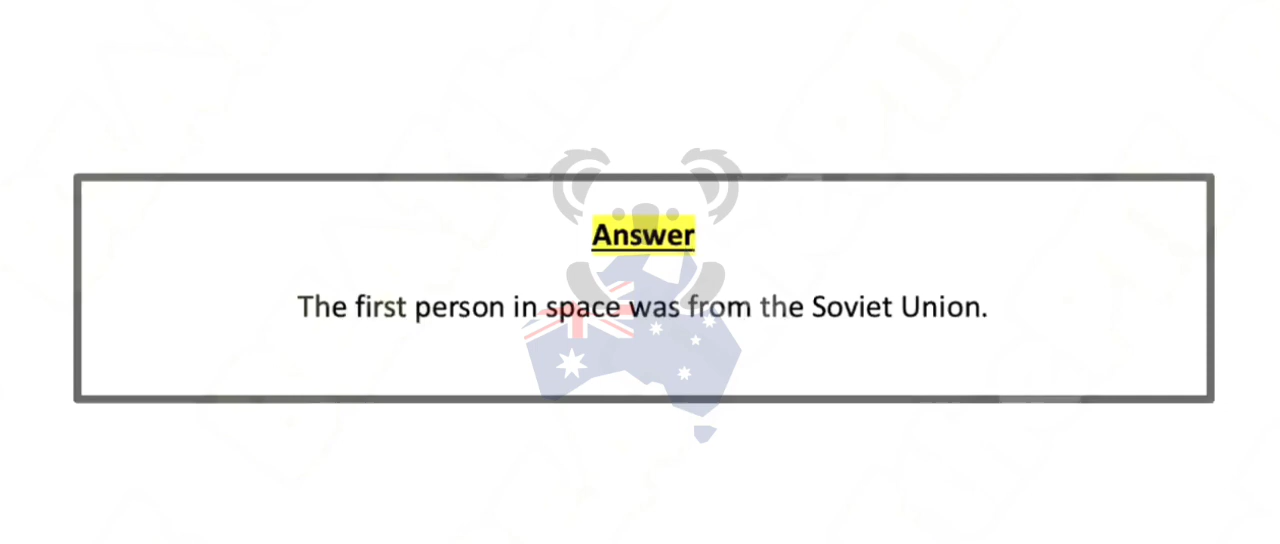 Answer
The first person in space was from the Soviet Union.